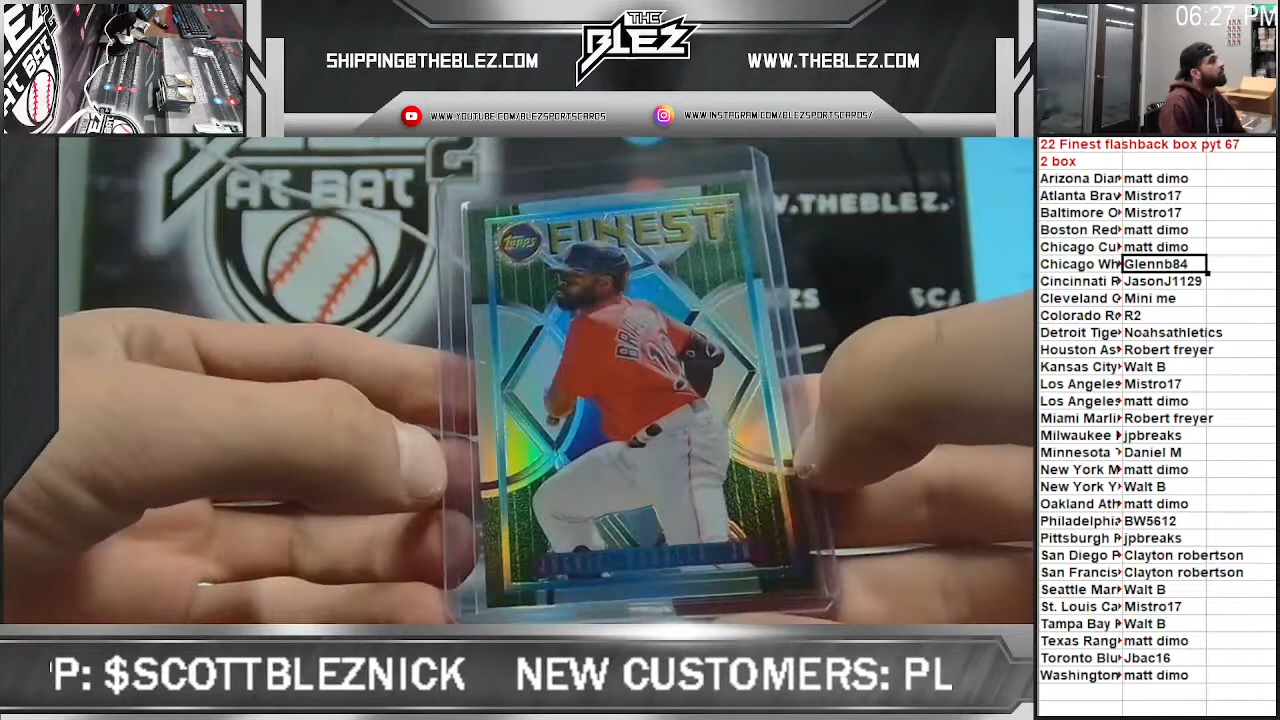 06:27 PM
THE
BLEZ
SHIPPING@THEBLEZ.COM
WWW.THEBLEZ.COM
WWW.YOUTUBE.COM/BLEZSPORTSCARDS
WWW.INSTAGRAM.COM/BLEZSPORTSCARDS/
AT BAT
AT BAT
W.THEBLEZ.
TOPPS
FINEST
22 Finest flashback box pyt 67
2 box
Arizona Diar matt dimo
Atlanta Brav Mistro17
Baltimore O Mistro17
Boston Red matt dimo
Chicago Cu matt dimo
Chicago Wh Glennb84
Cincinnati R JasonJ1129
Cleveland G Mini me
Colorado Ro R2
Detroit Tige Noahsathletics
Houston As Robert freyer
Kansas City Walt B
Los Angeles Mistro17
Los Angeles matt dimo
Miami Marli Robert freyer
Milwaukee jpbreaks
Minnesota Daniel M
New York M matt dimo
New York Y Walt B
Oakland Ath matt dimo
Philadelphia BW5612
Pittsburgh P jpbreaks
San Diego P Clayton robertson
San Francis Clayton robertson
Seattle Mar Walt B
St. Louis Ca Mistro17
Tampa Bay Walt B
Texas Rang matt dimo
Toronto Blu Jbac16
Washington matt dimo
P: $SCOTTBLEZNICK NEW CUSTOMERS: PL